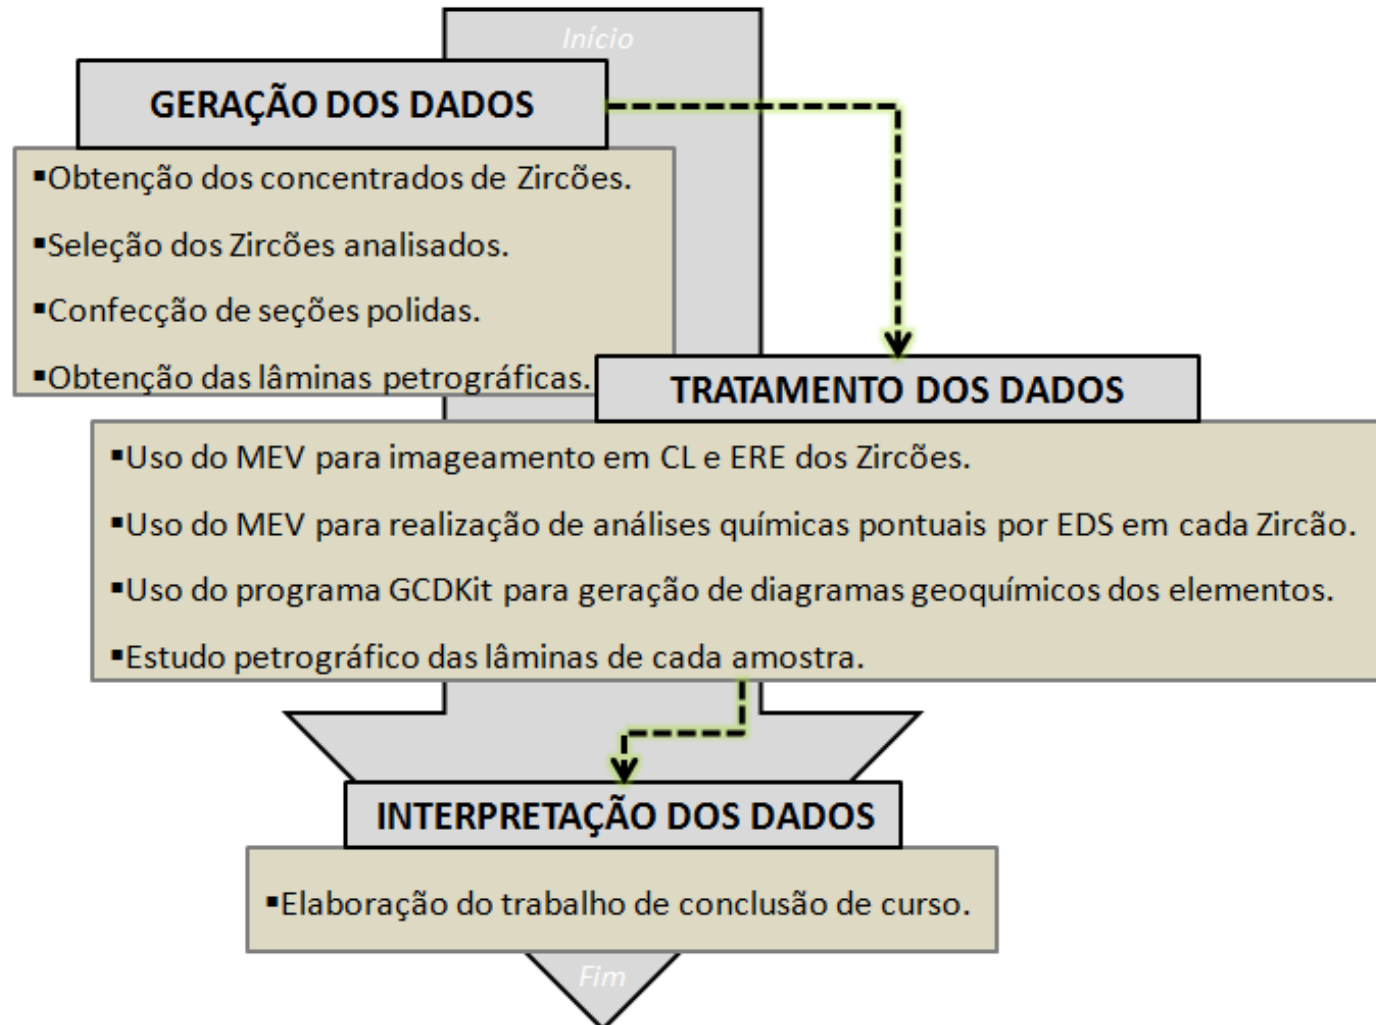 Início
GERAÇÃO DOS DADOS
▪Obtenção dos concentrados de Zircões.
▪Seleção dos Zircões analisados.
▪Confecção de seções polidas.
▪Obtenção das lâminas petrográficas.
TRATAMENTO DOS DADOS
▪Uso do MEV para imageamento em CL e ERE dos Zircões.
▪Uso do MEV para realização de análises químicas pontuais por EDS em cada Zircão.
▪Uso do programa GCDKit para geração de diagramas geoquímicos dos elementos.
▪Estudo petrográfico das lâminas de cada amostra.
INTERPRETAÇÃO DOS DADOS
▪Elaboração do trabalho de conclusão de curso.
Fim